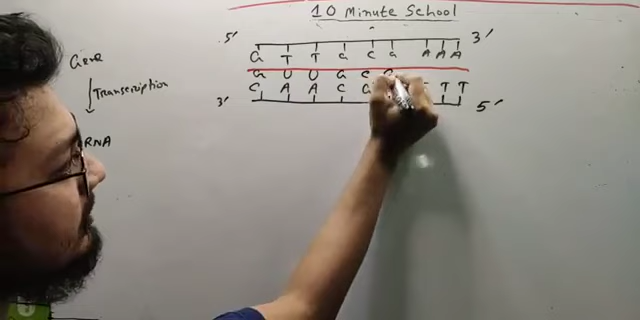 10 Minute School
5' 3'
G T T G C G A A A
Gene
G U U G C
C A A C G T T
Transcription
3' 5'
RNA